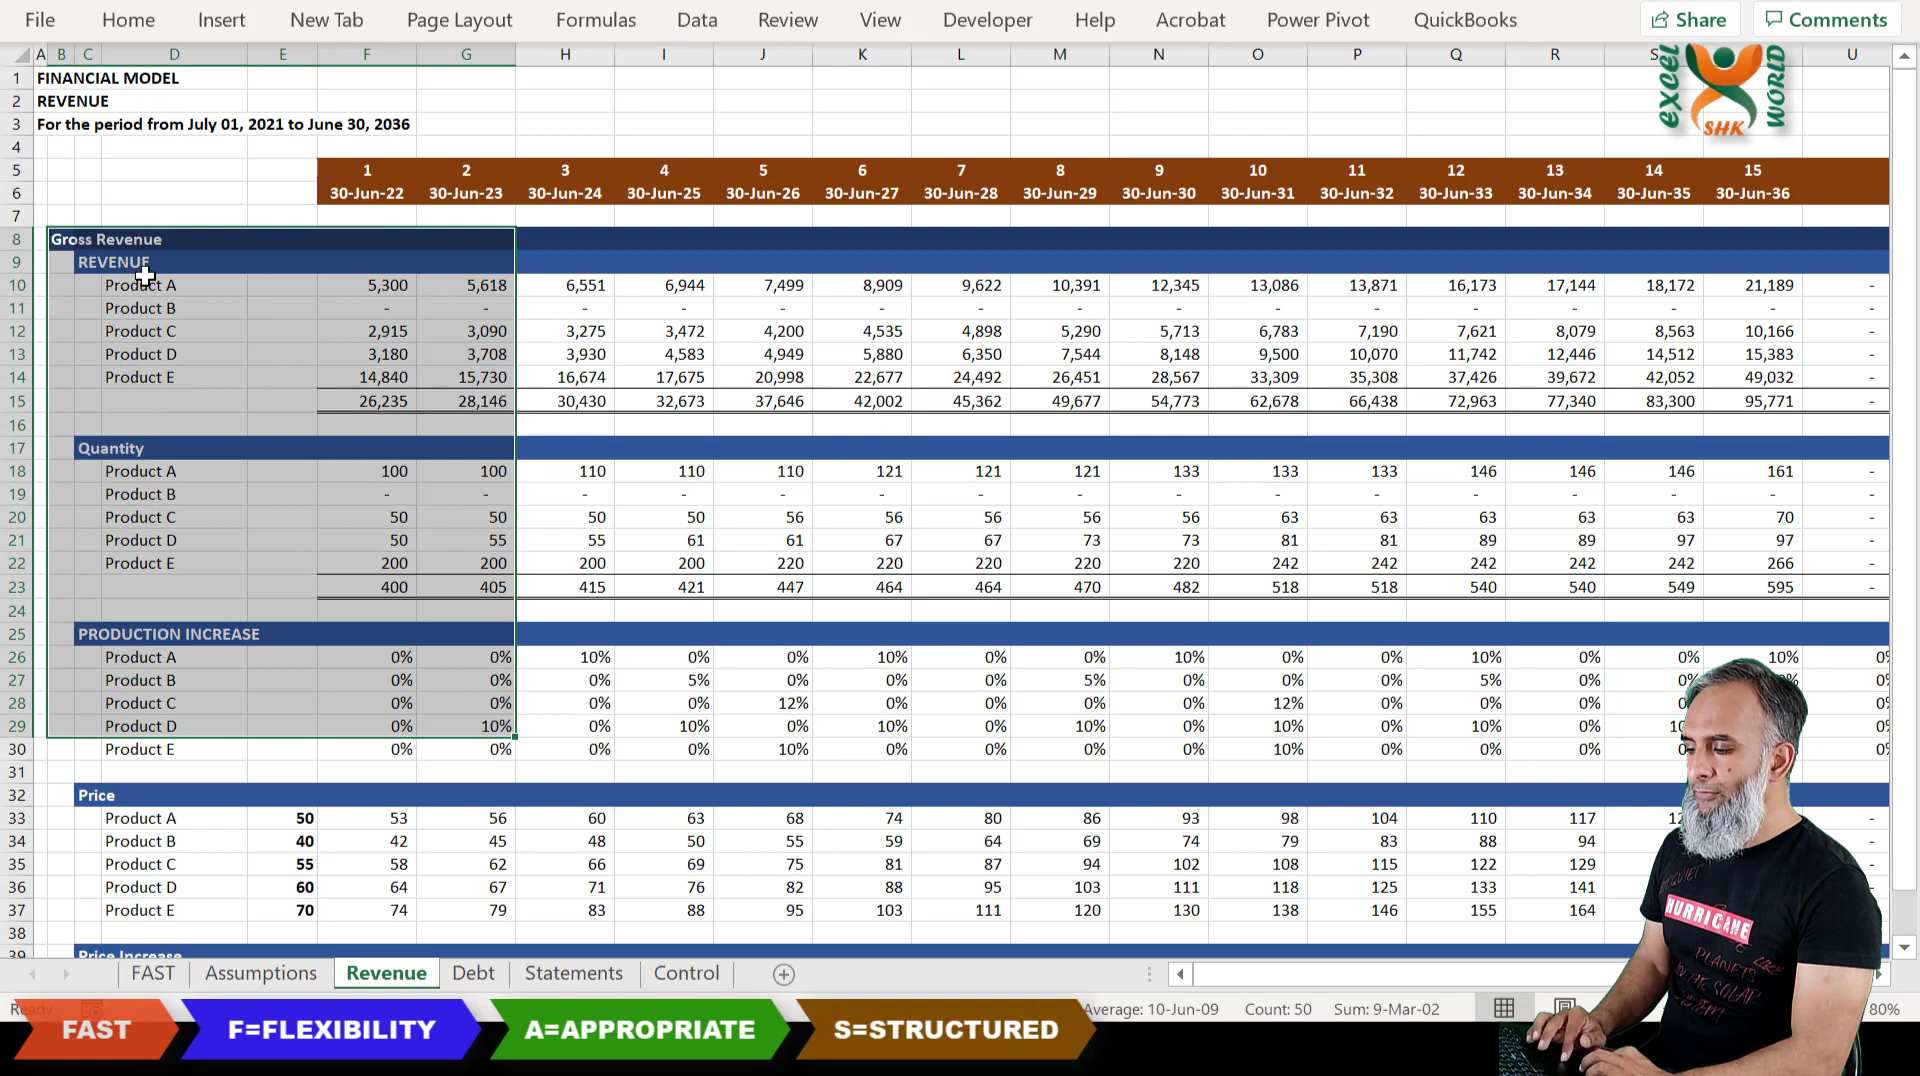 File Home Insert New Tab Page Layout Formulas Data Review View Developer Help Acrobat Power Pivot QuickBooks Share Comments
A B C D E F G H I J K L M N O P Q R S U
1 FINANCIAL MODEL
2 REVENUE
3 For the period from July 01, 2021 to June 30, 2036
excel SHK WORLD
4
5 1 2 3 4 5 6 7 8 9 10 11 12 13 14 15
6 30-Jun-22 30-Jun-23 30-Jun-24 30-Jun-25 30-Jun-26 30-Jun-27 30-Jun-28 30-Jun-29 30-Jun-30 30-Jun-31 30-Jun-32 30-Jun-33 30-Jun-34 30-Jun-35 30-Jun-36
7
8 Gross Revenue
9 REVENUE
10 Product A 5,300 5,618 6,551 6,944 7,499 8,909 9,622 10,391 12,345 13,086 13,871 16,173 17,144 18,172 21,189 -
11 Product B - - - - - - - - - - - - - - - -
12 Product C 2,915 3,090 3,275 3,472 4,200 4,535 4,898 5,290 5,713 6,783 7,190 7,621 8,079 8,563 10,166 -
13 Product D 3,180 3,708 3,930 4,583 4,949 5,880 6,350 7,544 8,148 9,500 10,070 11,742 12,446 14,512 15,383 -
14 Product E 14,840 15,730 16,674 17,675 20,998 22,677 24,492 26,451 28,567 33,309 35,308 37,426 39,672 42,052 49,032 -
15 26,235 28,146 30,430 32,673 37,646 42,002 45,362 49,677 54,773 62,678 66,438 72,963 77,340 83,300 95,771 -
16
17 Quantity
18 Product A 100 100 110 110 110 121 121 121 133 133 133 146 146 146 161 -
19 Product B - - - - - - - - - - - - - - - -
20 Product C 50 50 50 50 56 56 56 56 56 63 63 63 63 63 70 -
21 Product D 50 55 55 61 61 67 67 73 73 81 81 89 89 97 97 -
22 Product E 200 200 200 200 220 220 220 220 220 242 242 242 242 242 266 -
23 400 405 415 421 447 464 464 470 482 518 518 540 540 549 595 -
24
25 PRODUCTION INCREASE
26 Product A 0% 0% 10% 0% 0% 10% 0% 0% 10% 0% 0% 10% 0% 0% 10% 0%
27 Product B 0% 0% 0% 5% 0% 0% 0% 5% 0% 0% 0% 5% 0%
28 Product C 0% 0% 0% 0% 12% 0% 0% 0% 0% 12% 0% 0% 0%
29 Product D 0% 10% 0% 10% 0% 10% 0% 10% 0% 10% 0% 10% 0%
30 Product E 0% 0% 0% 0% 10% 0% 0% 0% 0% 10% 0% 0% 0%
31
32 Price
33 Product A 50 53 56 60 63 68 74 80 86 93 98 104 110 117 -
34 Product B 40 42 45 48 50 55 59 64 69 74 79 83 88 94 -
35 Product C 55 58 62 66 69 75 81 87 94 102 108 115 122 129
36 Product D 60 64 67 71 76 82 88 95 103 111 118 125 133 141
37 Product E 70 74 79 83 88 95 103 111 120 130 138 146 155 164
38
39 Price Increase
HURRICANE
PLANETS
FAST Assumptions Revenue Debt Statements Control
Ready Average: 10-Jun-09 Count: 50 Sum: 9-Mar-02 80%
FAST F=FLEXIBILITY A=APPROPRIATE S=STRUCTURED